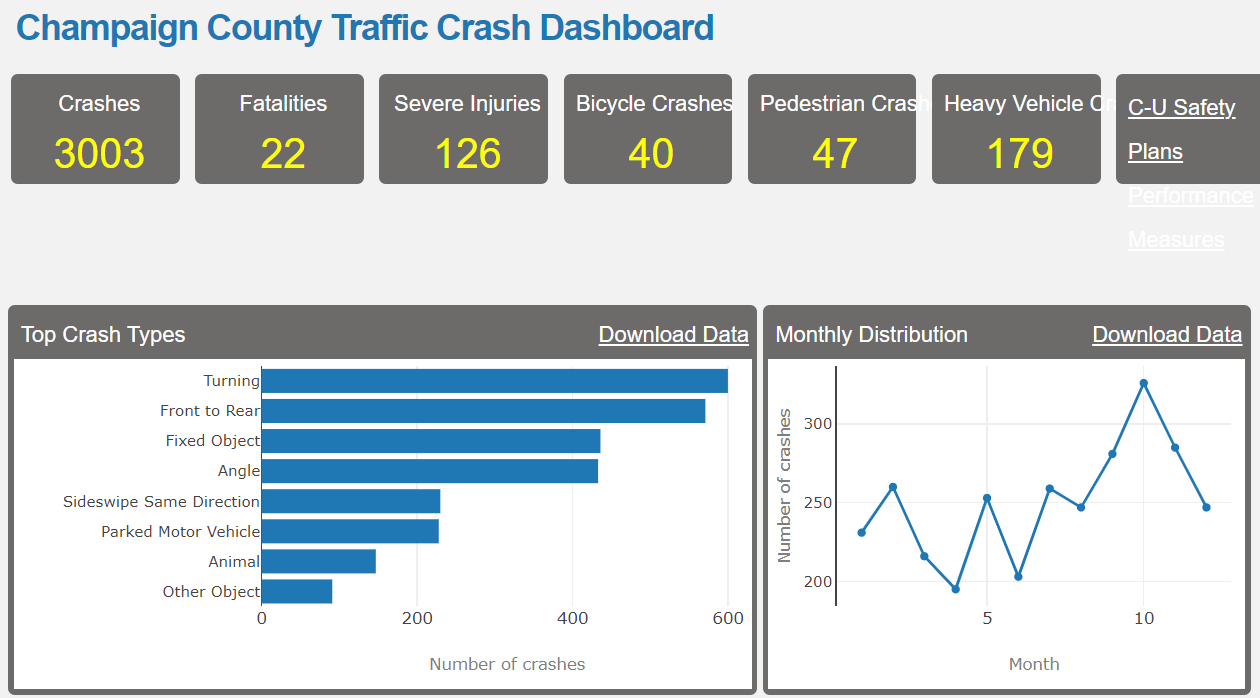 Champaign County Traffic Crash Dashboard
Crashes
3003
Fatalities
22
Severe Injuries
126
Bicycle Crashes
40
Pedestrian Crash
47
Heavy Vehicle Cr
179
C-U Safety
Plans
Performance
Measures
Top Crash Types
Download Data
Turning
Front to Rear
Fixed Object
Angle
Sideswipe Same Direction
Parked Motor Vehicle
Animal
Other Object
0 200 400 600
Number of crashes
Monthly Distribution
Download Data
Number of crashes
300
250
200
5 10
Month